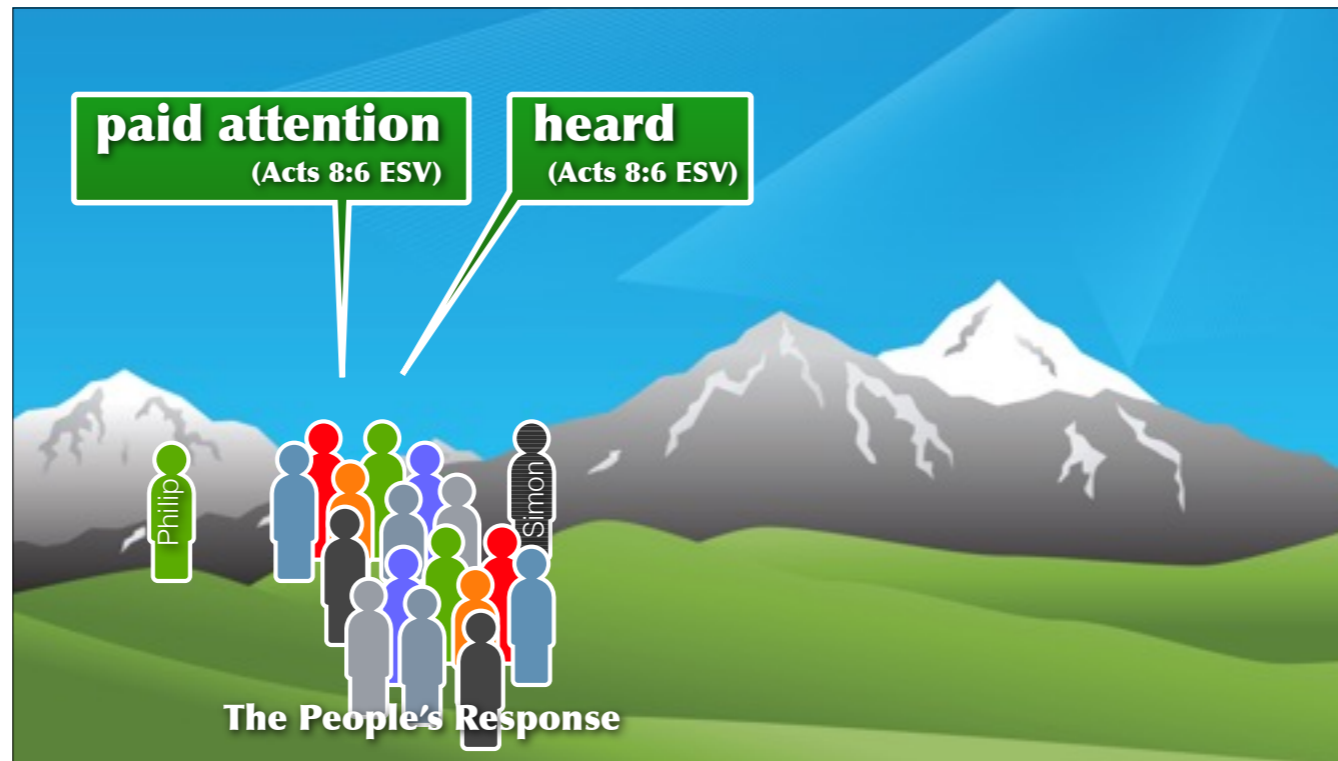 paid attention
(Acts 8:6 ESV)
heard
(Acts 8:6 ESV)
Philip
Simon
The People's Response